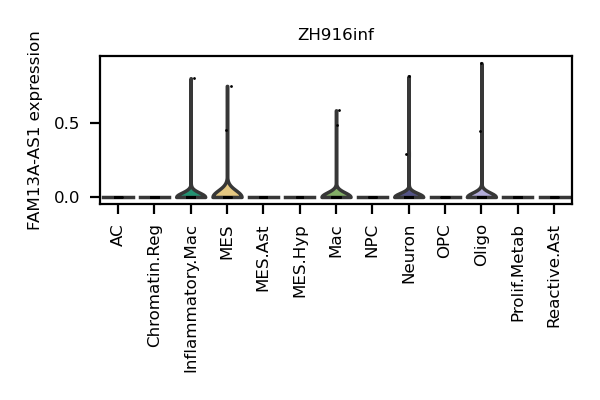 ZH916inf
FAM13A-AS1 expression
0.5
0.0
AC
Chromatin.Reg
Inflammatory.Mac
MES
MES.Ast
MES.Hyp
Mac
NPC
Neuron
OPC
Oligo
Prolif.Metab
Reactive.Ast